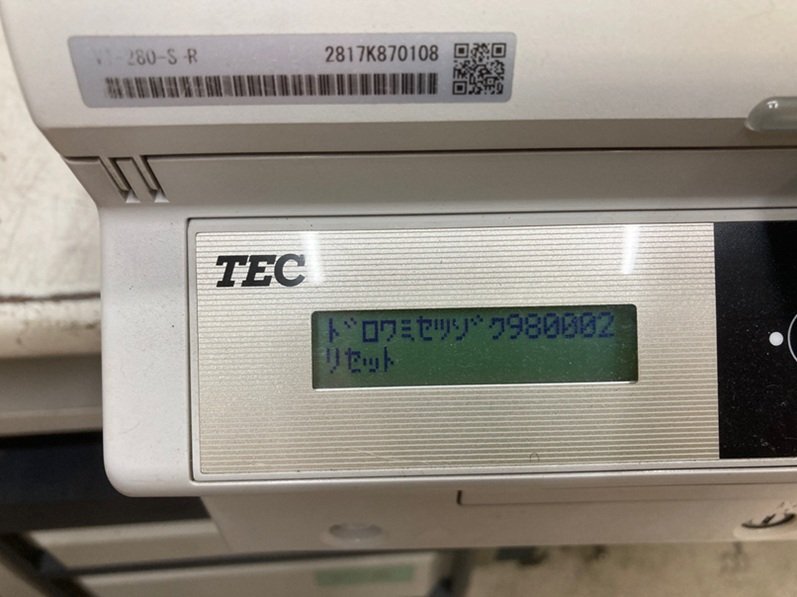 -280-S-R
2817K870108
TEC
ﾄﾞﾛﾜﾐｾﾂｿﾞｸ980002
ﾘｾｯﾄ